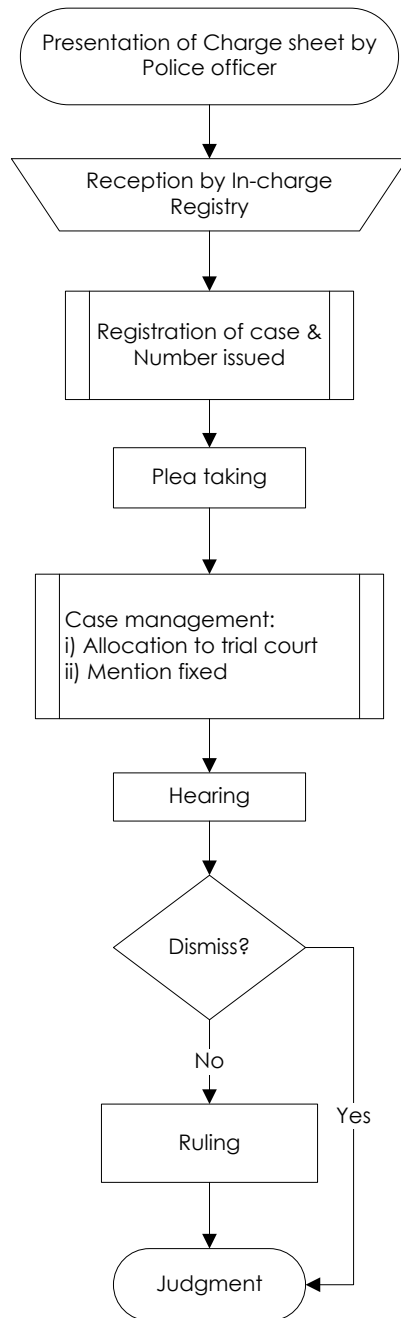 Presentation of Charge sheet by
Police officer
Reception by In-charge
Registry
Registration of case &
Number issued
Plea taking
Case management:
i) Allocation to trial court
ii) Mention fixed
Hearing
Dismiss?
No
Yes
Ruling
Judgment